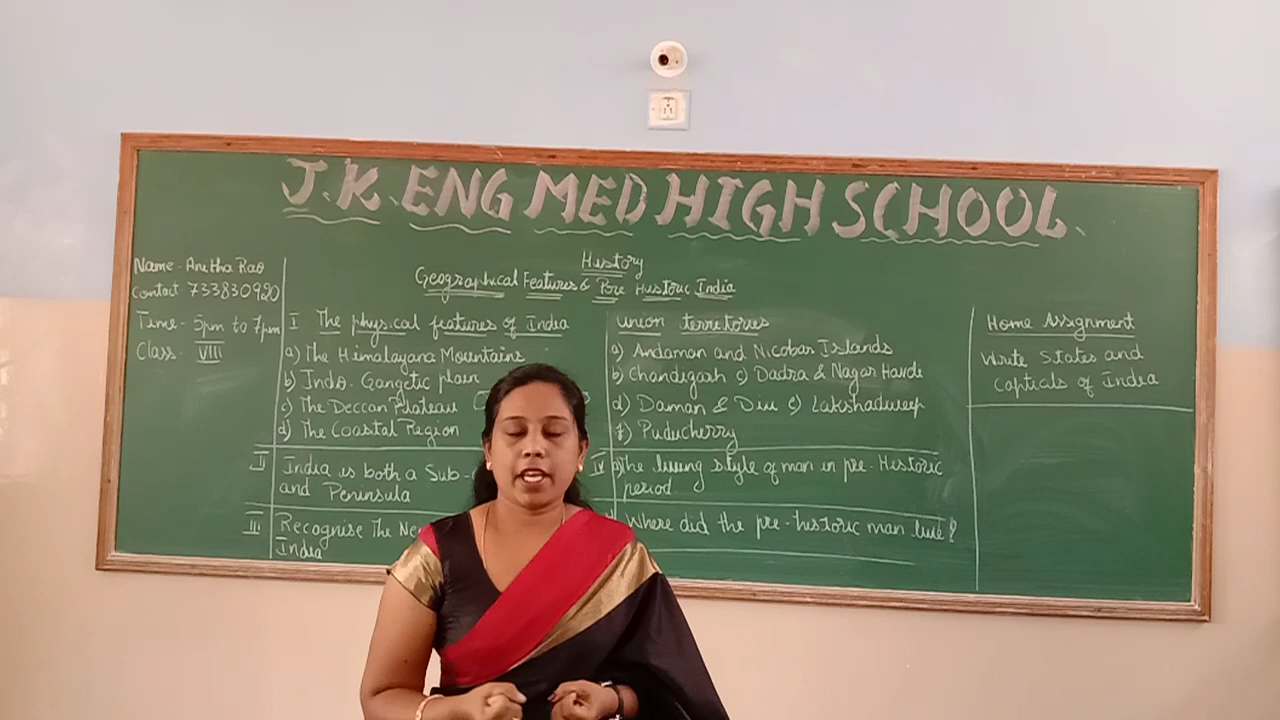 J.K. ENG MED HIGH SCHOOL
Name - Anitha Rao
Contact 733830920
Time - 5pm to 7pm
Class - VIII
History
Geographical Features & Pre Historic India
I The physical features of India
a) The Himalayana Mountains
b) Indo-Gangetic plain
c) The Deccan Plateau
d) The Coastal Region
II India is both a Sub-
and Peninsula
III Recognise The Ne
India
Union territories
a) Andaman and Nicobar Islands
b) Chandigarh c) Dadra & Nagar Haveli
d) Daman & Diu e) Lakshadweep
f) Puducherry
IV a) The living style of man in pre-Historic
period
Where did the pre-historic man live?
Home Assignment
Write States and
capticals of India